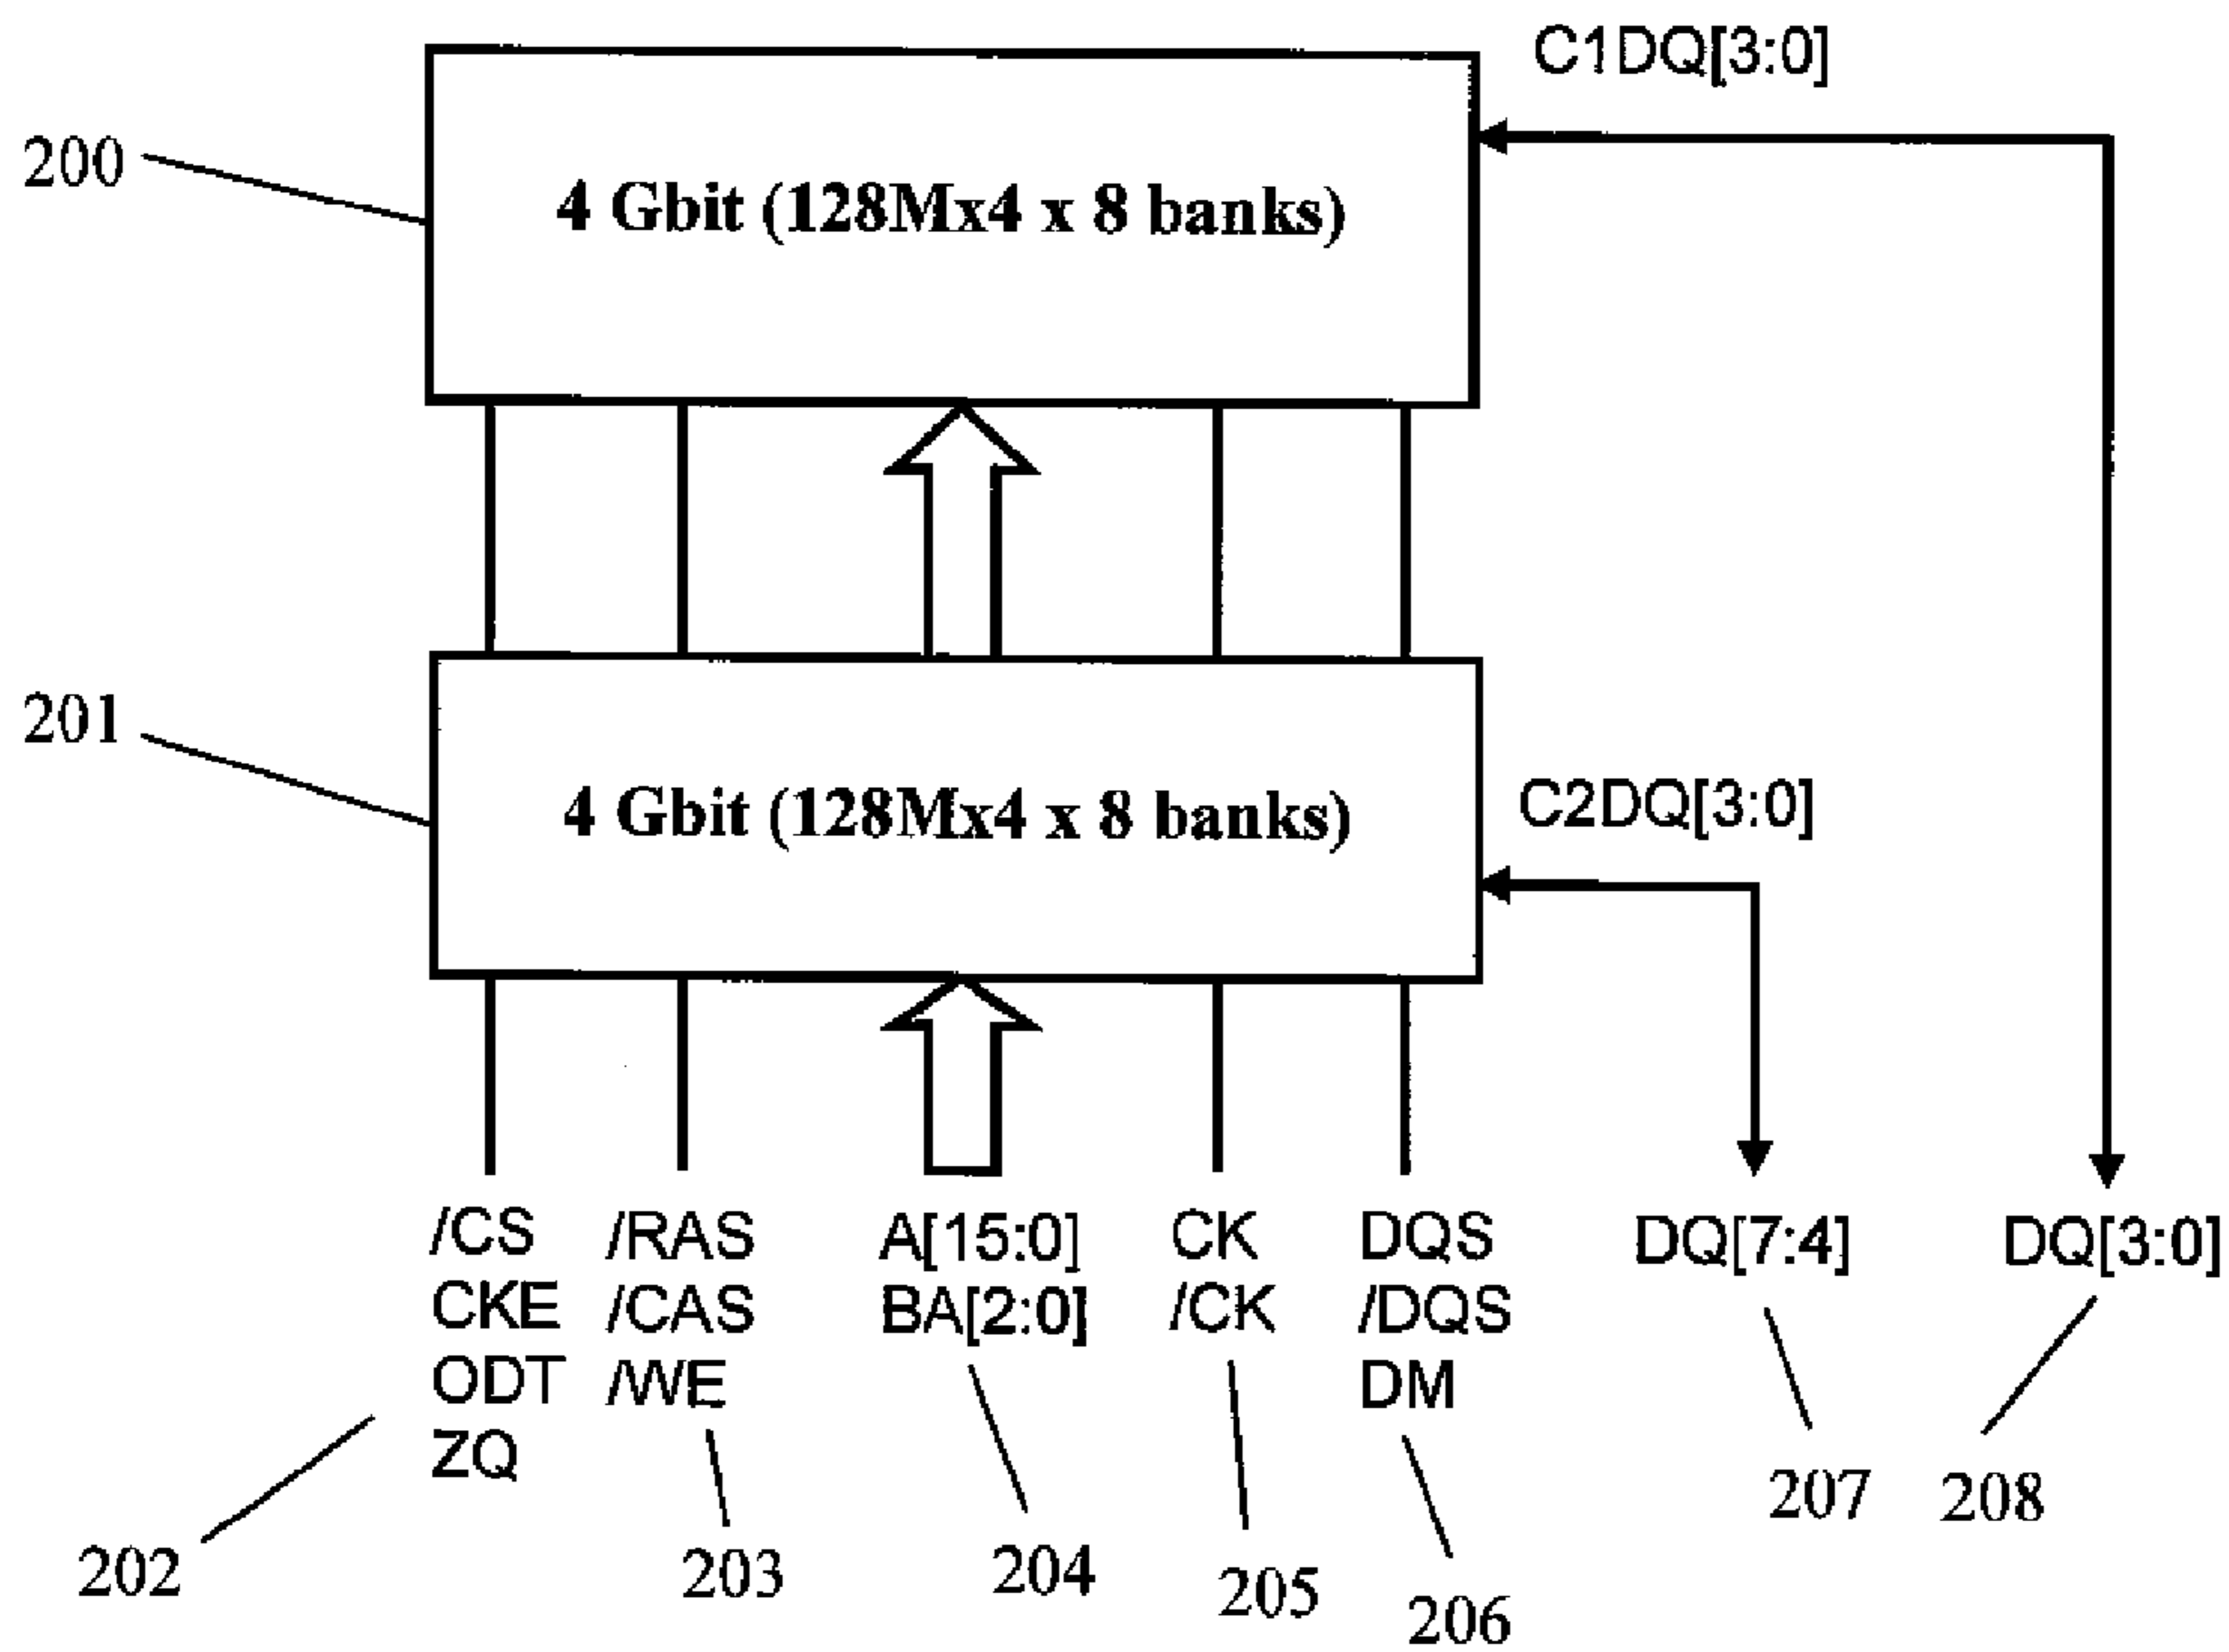 C1DQ[3:0]
200
4 Gbit (128Mx4 x 8 banks)
201
4 Gbit (128Mx4 x 8 banks)
C2DQ[3:0]
/CS /RAS A[15:0] CK DQS DQ[7:4] DQ[3:0]
CKE /CAS BA[2:0] /CK /DQS
ODT /WE DM
ZQ
202 203 204 205 206 207 208